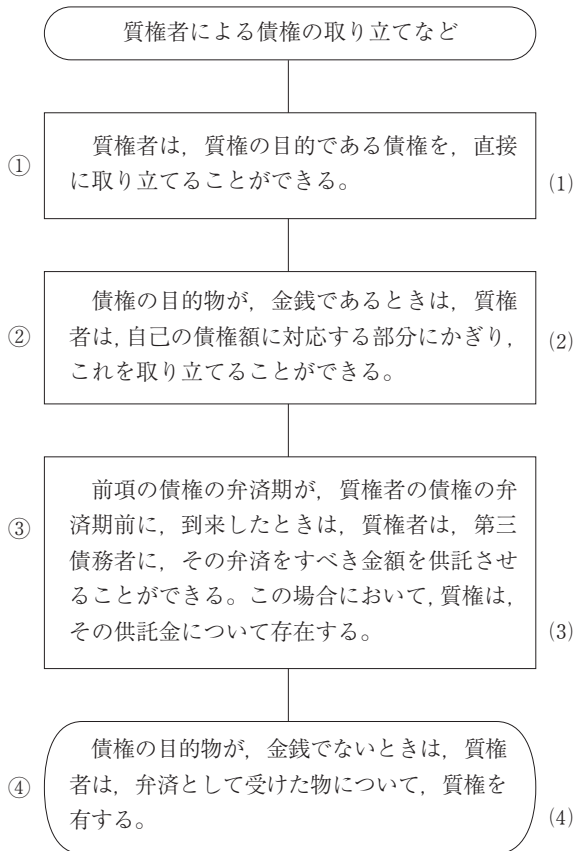 質権者による債権の取り立てなど
①
質権者は，質権の目的である債権を，直接
に取り立てることができる。
(1)
②
債権の目的物が，金銭であるときは，質権
者は，自己の債権額に対応する部分にかぎり，
これを取り立てることができる。
(2)
③
前項の債権の弁済期が，質権者の債権の弁
済期前に，到来したときは，質権者は，第三
債務者に，その弁済をすべき金額を供託させ
ることができる。この場合において，質権は，
その供託金について存在する。
(3)
④
債権の目的物が，金銭でないときは，質権
者は，弁済として受けた物について，質権を
有する。
(4)